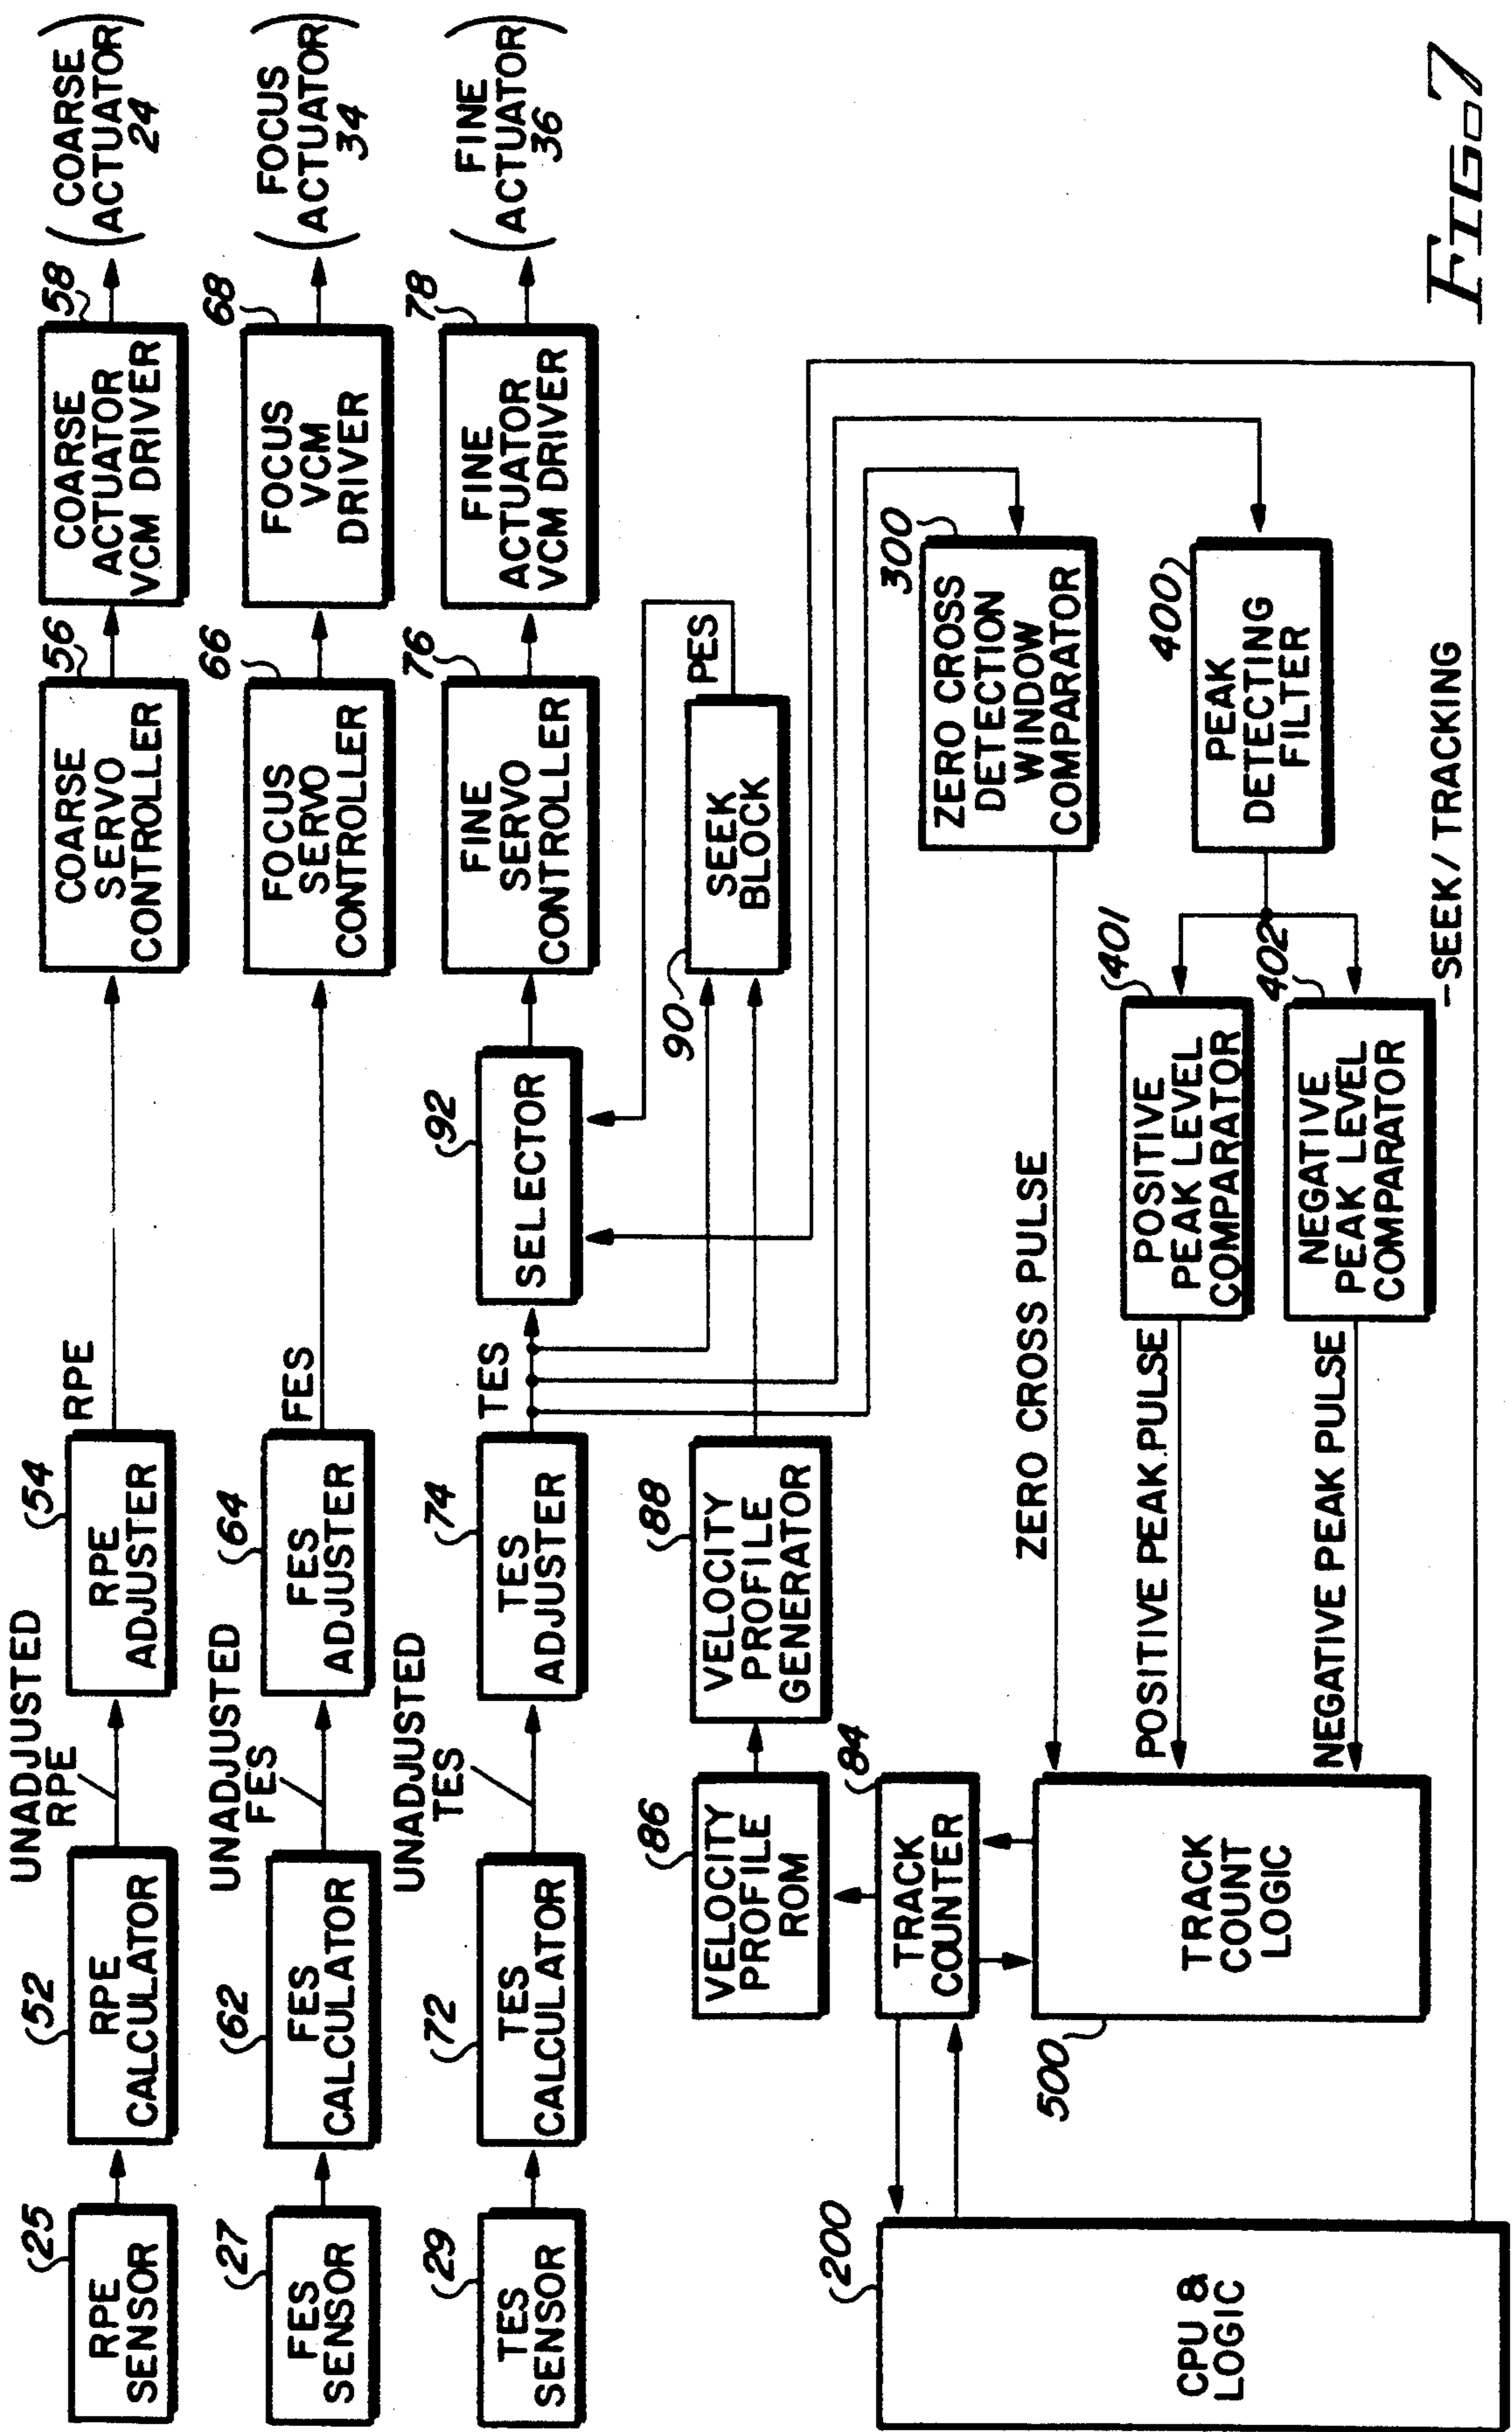 25
RPE
SENSOR
52
RPE
CALCULATOR
UNADJUSTED
RPE
54
RPE
ADJUSTER
RPE
56
COARSE
SERVO
CONTROLLER
58
COARSE
ACTUATOR
VCM DRIVER
(COARSE
ACTUATOR)
24
27
FES
SENSOR
62
FES
CALCULATOR
UNADJUSTED
FES
64
FES
ADJUSTER
FES
66
FOCUS
SERVO
CONTROLLER
68
FOCUS
VCM
DRIVER
(FOCUS
ACTUATOR)
34
29
TES
SENSOR
72
TES
CALCULATOR
UNADJUSTED
TES
74
TES
ADJUSTER
TES
92
SELECTOR
76
FINE
SERVO
CONTROLLER
78
FINE
ACTUATOR
VCM DRIVER
(FINE
ACTUATOR)
36
86
VELOCITY
PROFILE
ROM
88
VELOCITY
PROFILE
GENERATOR
90
SEEK
BLOCK
PES
84
TRACK
COUNTER
200
CPU &
LOGIC
500
TRACK
COUNT
LOGIC
ZERO CROSS PULSE
300
ZERO CROSS
DETECTION
WINDOW
COMPARATOR
POSITIVE PEAK PULSE
401
POSITIVE
PEAK LEVEL
COMPARATOR
NEGATIVE PEAK PULSE
402
NEGATIVE
PEAK LEVEL
COMPARATOR
400
PEAK
DETECTING
FILTER
-SEEK/TRACKING
FIG. 7